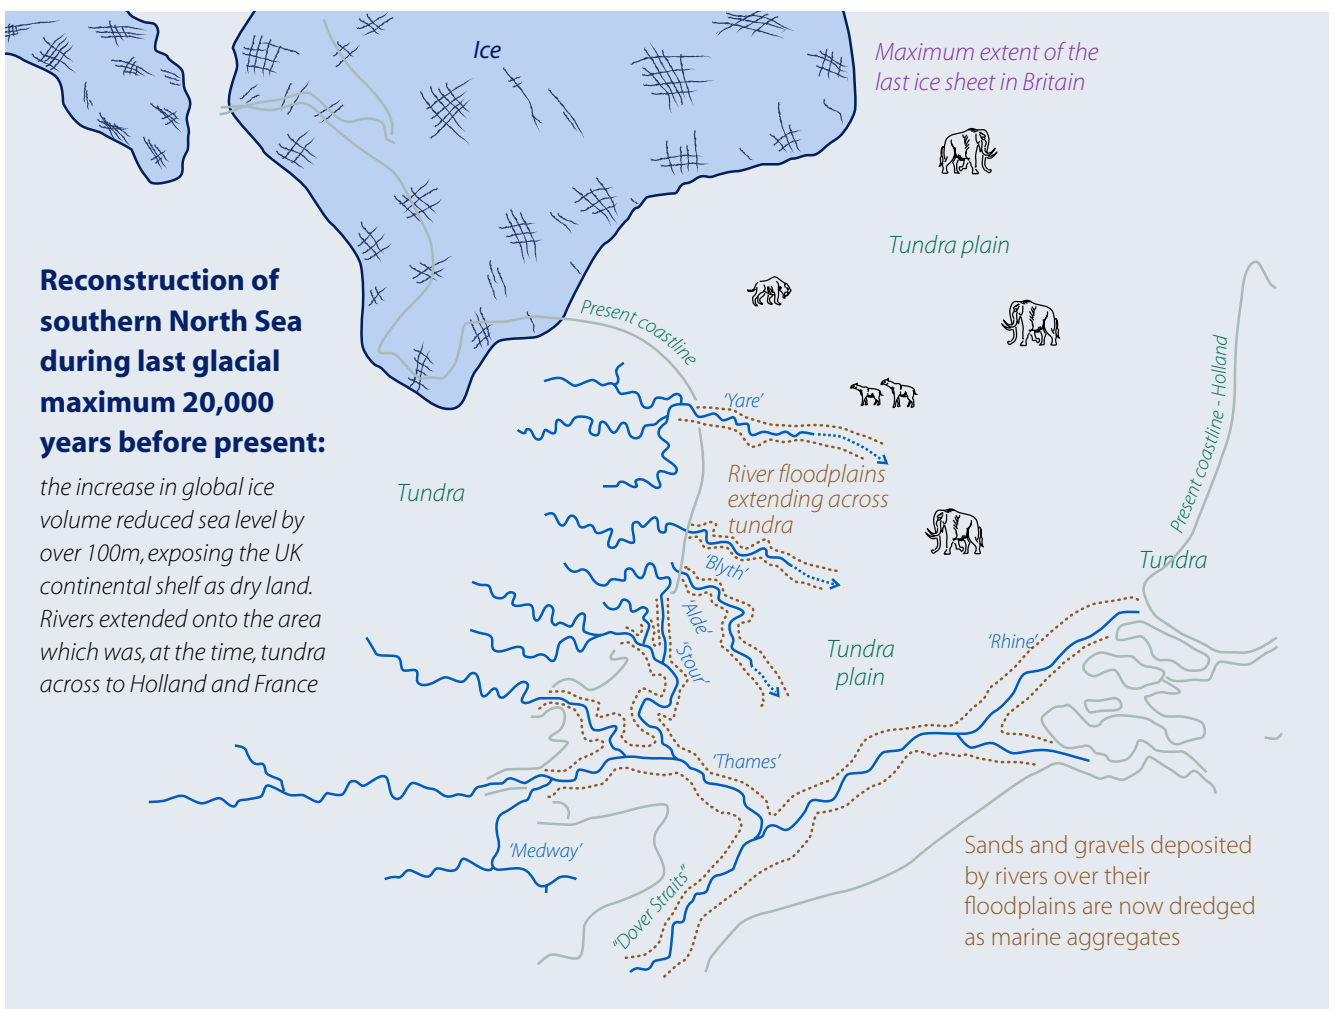 Ice
Maximum extent of the
last ice sheet in Britain
Tundra plain
Reconstruction of
southern North Sea
during last glacial
maximum 20,000
years before present:
the increase in global ice
volume reduced sea level by
over 100m, exposing the UK
continental shelf as dry land.
Rivers extended onto the area
which was, at the time, tundra
across to Holland and France
Present coastline
Present coastline - Holland
'Yare'
River floodplains
extending across
tundra
Tundra
'Blyth'
Tundra
'Alde'
'Stour'
Tundra
plain
'Rhine'
'Thames'
'Medway'
"Dover Straits"
Sands and gravels deposited
by rivers over their
floodplains are now dredged
as marine aggregates